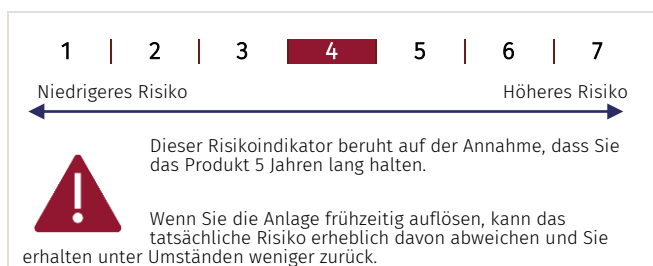 1 | 2 | 3 | 4 | 5 | 6 | 7
Niedrigeres Risiko Höheres Risiko
Dieser Risikoindikator beruht auf der Annahme, dass Sie
das Produkt 5 Jahren lang halten.
Wenn Sie die Anlage frühzeitig auflösen, kann das
tatsächliche Risiko erheblich davon abweichen und Sie
erhalten unter Umständen weniger zurück.